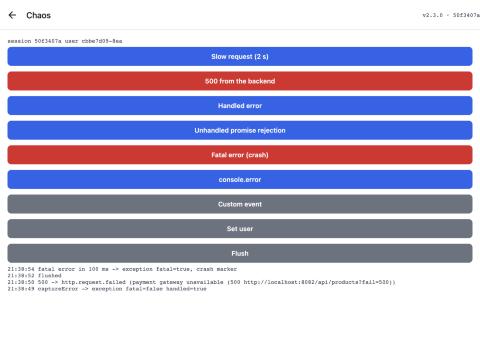 Chaos
v2.3.0 · 50f3407a
session 50f3407a user cbbe7d09-8ea
Slow request (2 s)
500 from the backend
Handled error
Unhandled promise rejection
Fatal error (crash)
console.error
Custom event
Set user
Flush
21:38:54 fatal error in 100 ms -> exception fatal=true, crash marker
21:38:52 flushed
21:38:50 500 -> http.request.failed (payment gateway unavailable (500 http://localhost:8082/api/products?fail=500))
21:38:49 captureError -> exception fatal=false handled=true